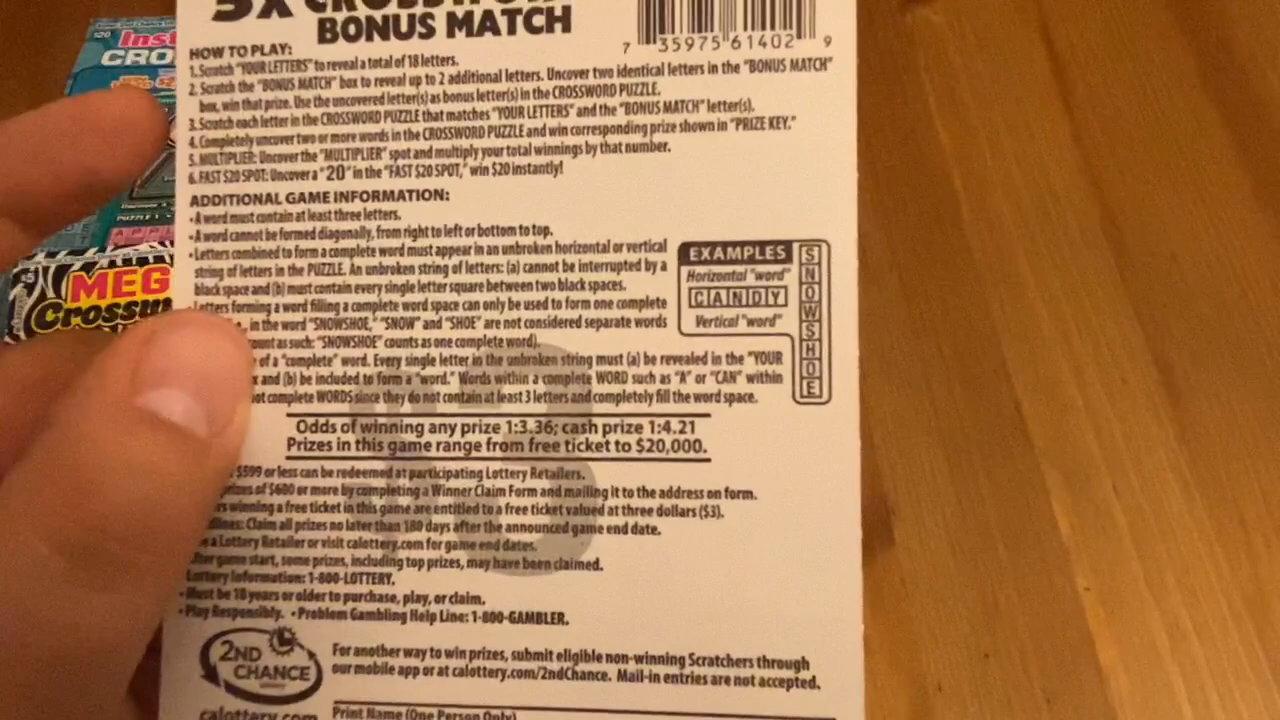 $20 Inst
CRO
5X CROSSWORD
BONUS MATCH
7 35975 61402 9
HOW TO PLAY:
1. Scratch "YOUR LETTERS" to reveal a total of 18 letters.
2. Scratch the "BONUS MATCH" box to reveal up to 2 additional letters. Uncover two identical letters in the "BONUS MATCH"
box, win that prize. Use the uncovered letter(s) as bonus letter(s) in the CROSSWORD PUZZLE.
3. Scratch each letter in the CROSSWORD PUZZLE that matches "YOUR LETTERS" and the "BONUS MATCH" letter(s).
4. Completely uncover two or more words in the CROSSWORD PUZZLE and win corresponding prize shown in "PRIZE KEY."
5. MULTIPLIER: Uncover the "MULTIPLIER" spot and multiply your total winnings by that number.
6. FAST $20 SPOT: Uncover a "20" in the "FAST $20 SPOT," win $20 instantly!
ADDITIONAL GAME INFORMATION:
•A word must contain at least three letters.
•A word cannot be formed diagonally, from right to left or bottom to top.
•Letters combined to form a complete word must appear in an unbroken horizontal or vertical
string of letters in the PUZZLE. An unbroken string of letters: (a) cannot be interrupted by a
black space and (b) must contain every single letter square between two black spaces.
Letters forming a word filling a complete word space can only be used to form one complete
in the word "SNOWSHOE," "SNOW" and "SHOE" are not considered separate words
ount as such: "SNOWSHOE" counts as one complete word).
of a "complete" word. Every single letter in the unbroken string must (a) be revealed in the "YOUR
x and (b) be included to form a "word." Words within a complete WORD such as "A" or "CAN" within
ot complete WORDS since they do not contain at least 3 letters and completely fill the word space.
EXAMPLES
Horizontal "word"
CANDY
Vertical "word"
SNOWSHOE
PUZZLE 1
$5 MEG
Crossw
Odds of winning any prize 1:3.36; cash prize 1:4.21
Prizes in this game range from free ticket to $20,000.
$599 or less can be redeemed at participating Lottery Retailers.
prizes of $600 or more by completing a Winner Claim Form and mailing it to the address on form.
rs winning a free ticket in this game are entitled to a free ticket valued at three dollars ($3).
lines: Claim all prizes no later than 180 days after the announced game end date.
e a Lottery Retailer or visit calottery.com for game end dates.
After game start, some prizes, including top prizes, may have been claimed.
Lottery Information: 1-800-LOTTERY.
•Must be 18 years or older to purchase, play, or claim.
•Play Responsibly. •Problem Gambling Help Line: 1-800-GAMBLER.
2ND
CHANCE
For another way to win prizes, submit eligible non-winning Scratchers through
our mobile app or at calottery.com/2ndChance. Mail-in entries are not accepted.
calottery.com
Print Name (One Person Only)